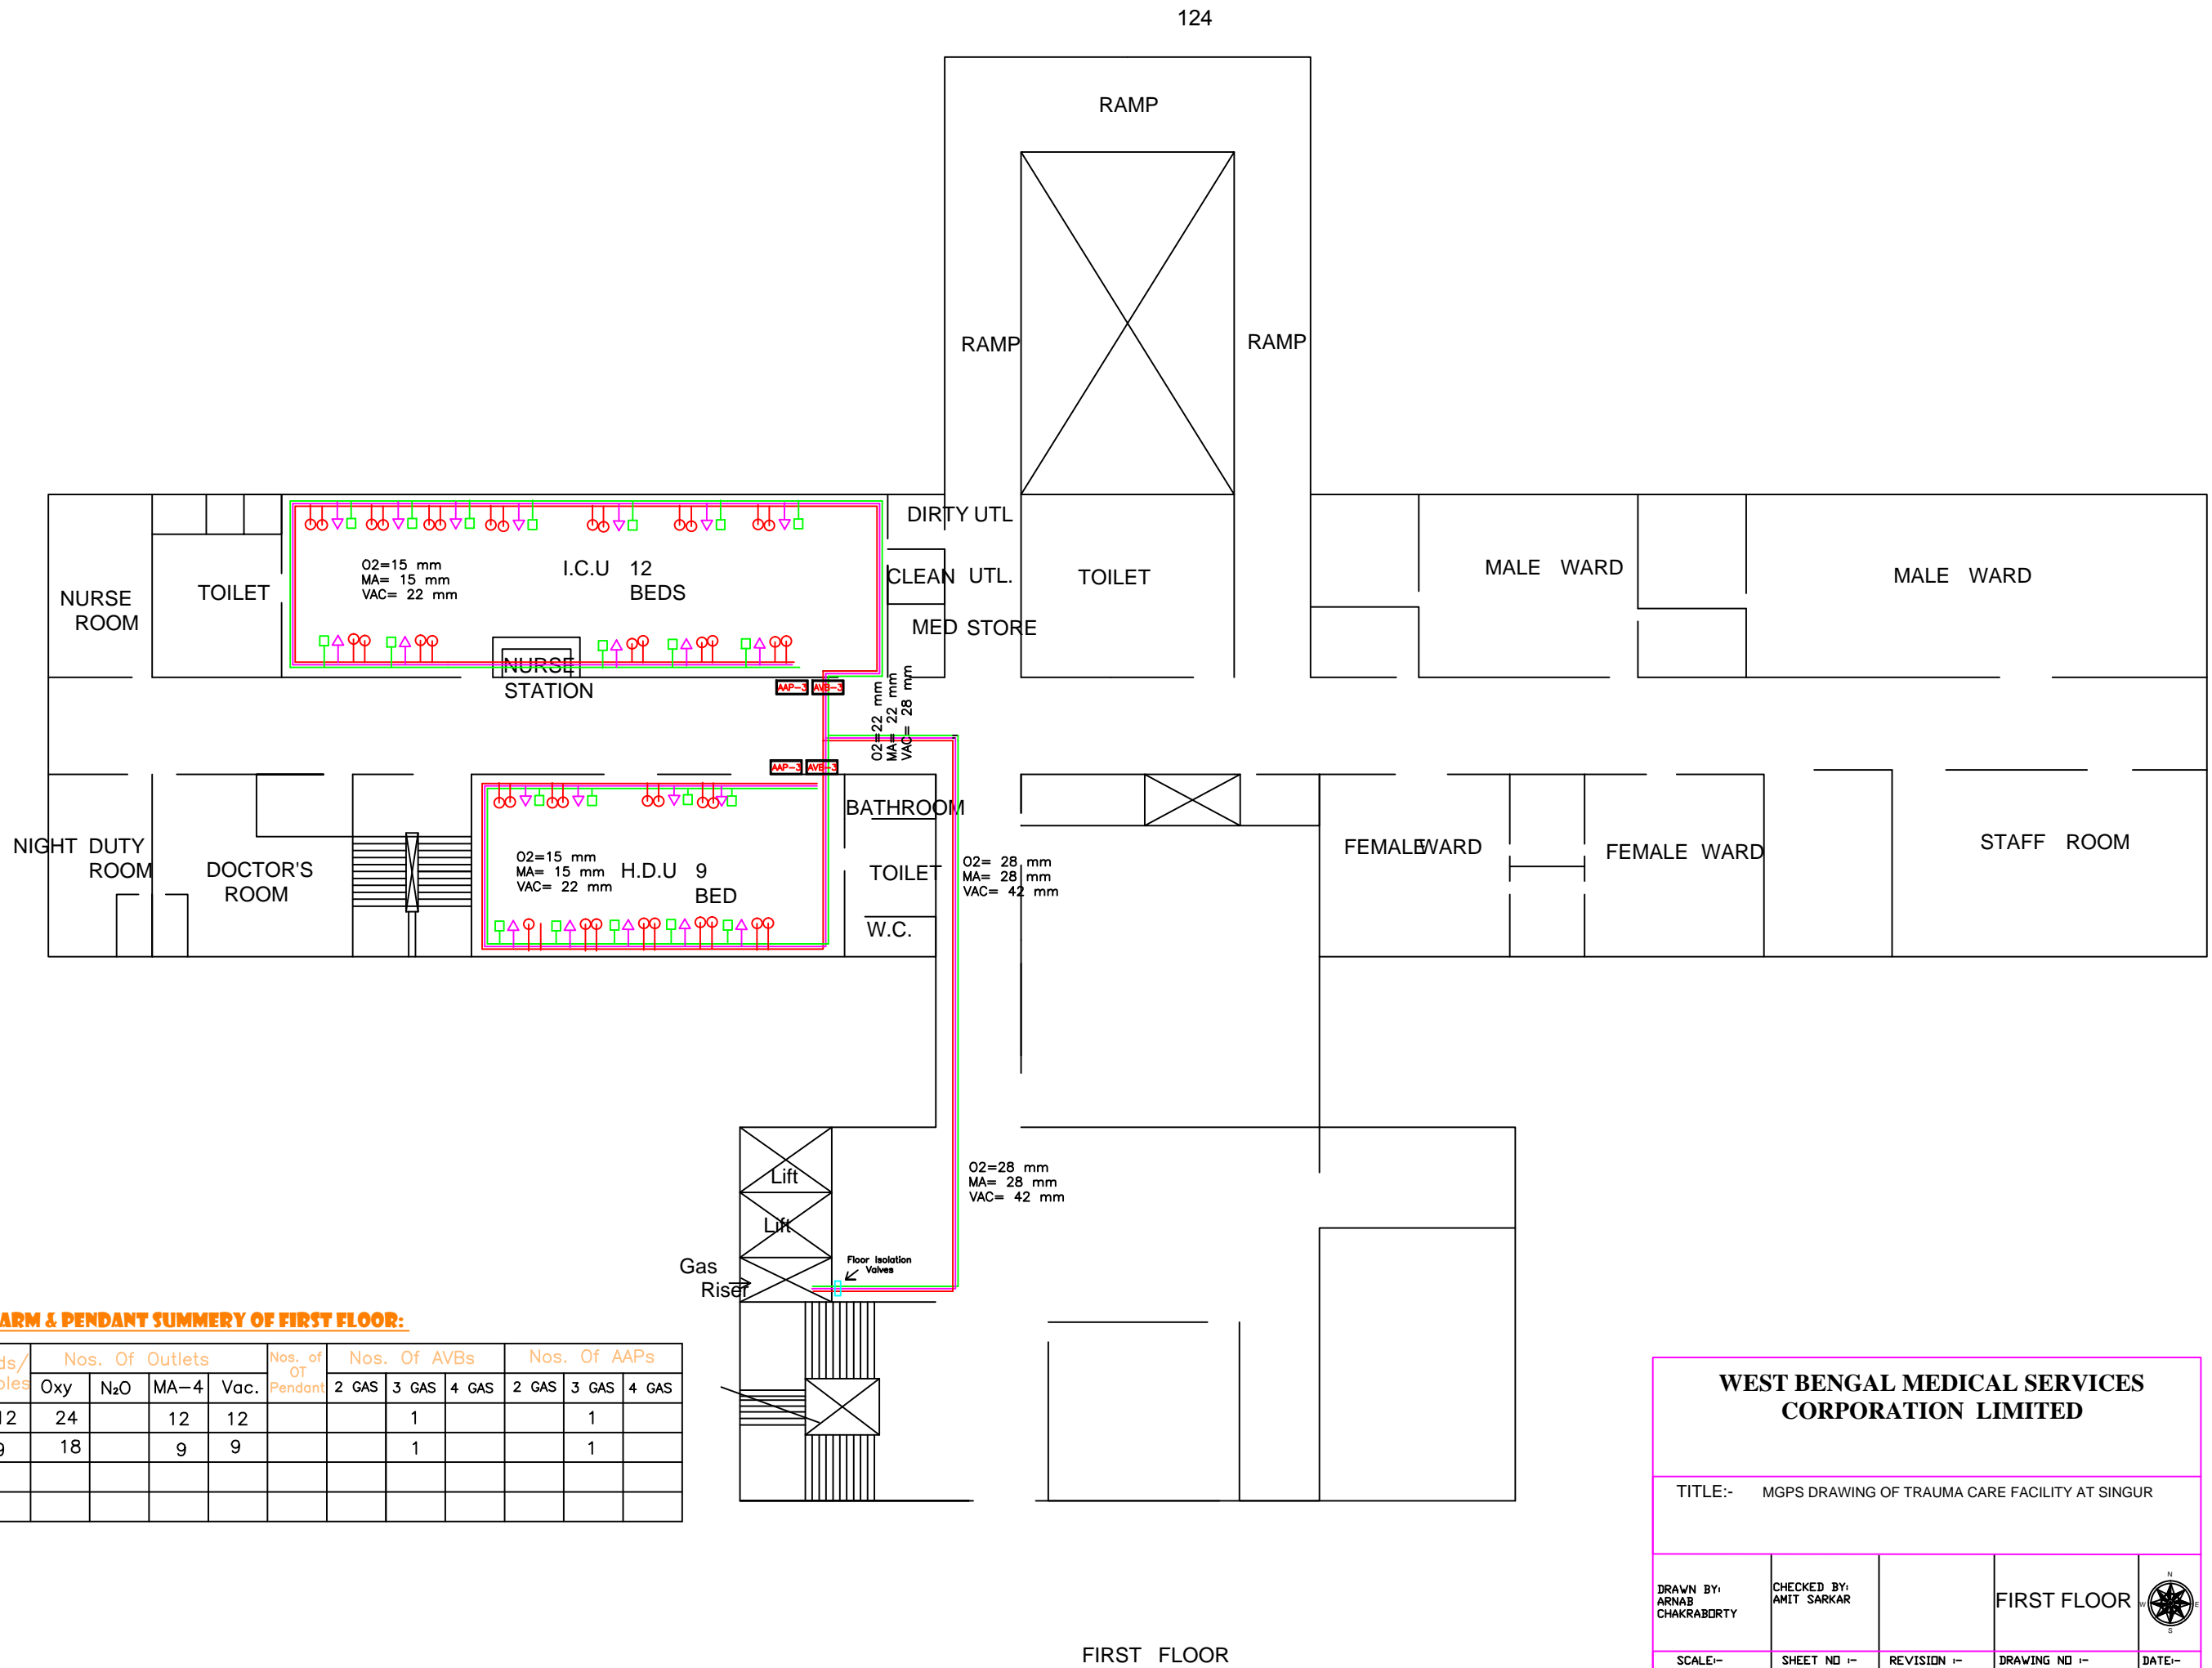 124
RAMP
RAMP
RAMP
DIRTY UTL
O2=15 mm
MA= 15 mm
VAC= 22 mm
I.C.U 12
BEDS
CLEAN UTL.
TOILET
MALE WARD
MALE WARD
NURSE
ROOM
TOILET
MED STORE
NURSE
STATION
AAP-3
AVB-3
O2=22 mm
MA= 22 mm
VAC= 28 mm
AAP-3
AVB-3
BATHROOM
NIGHT DUTY
ROOM
DOCTOR'S
ROOM
O2=15 mm
MA= 15 mm
VAC= 22 mm
H.D.U 9
BED
TOILET
O2= 28 mm
MA= 28 mm
VAC= 42 mm
W.C.
FEMALE WARD
FEMALE WARD
STAFF ROOM
Lift
O2=28 mm
MA= 28 mm
VAC= 42 mm
Lift
Gas
Riser
Floor Isolation
Valves
ARM & PENDANT SUMMERY OF FIRST FLOOR:
ds/ Nos. Of Outlets Nos. of OT Pendant Nos. Of AVBs Nos. Of AAPs
oles Oxy N2O MA-4 Vac. 2 GAS 3 GAS 4 GAS 2 GAS 3 GAS 4 GAS
12 24 12 12 1 1
9 18 9 9 1 1
WEST BENGAL MEDICAL SERVICES
CORPORATION LIMITED
TITLE:- MGPS DRAWING OF TRAUMA CARE FACILITY AT SINGUR
DRAWN BY:
ARNAB
CHAKRABORTY
CHECKED BY:
AMIT SARKAR
FIRST FLOOR
N
W
E
S
SCALE:- SHEET NO :- REVISION :- DRAWING NO :- DATE:-
FIRST FLOOR